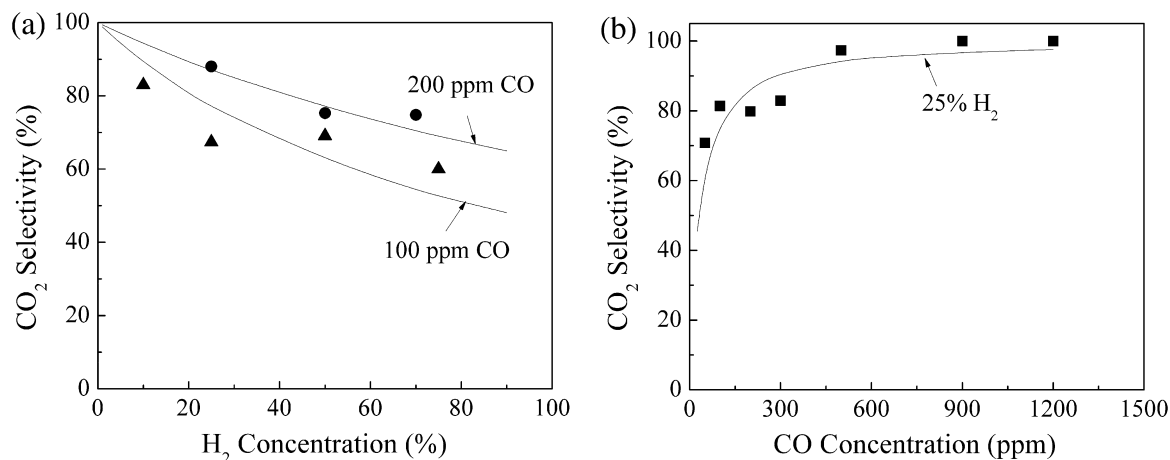 (a)
100
80
60
40
20
0
0 20 40 60 80 100
CO2 Selectivity (%)
H2 Concentration (%)
200 ppm CO
100 ppm CO
(b)
100
80
60
40
20
0
0 300 600 900 1200 1500
CO2 Selectivity (%)
CO Concentration (ppm)
25% H2